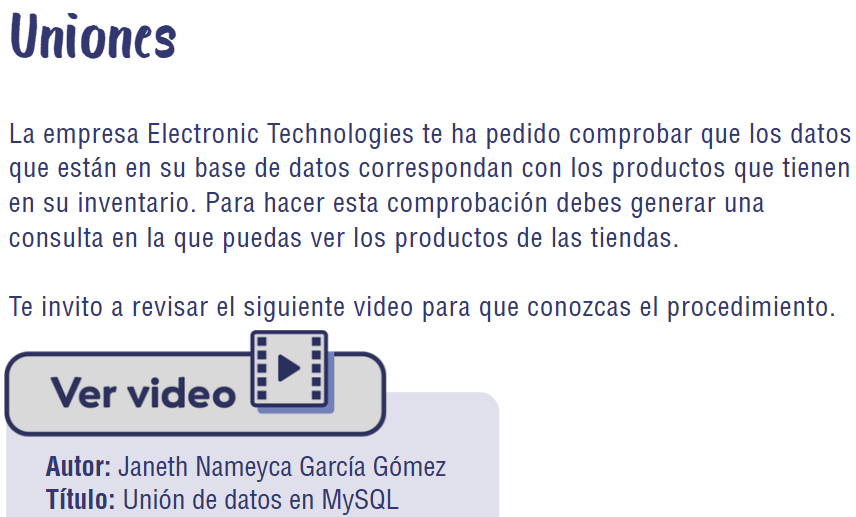 Uniones
La empresa Electronic Technologies te ha pedido comprobar que los datos
que están en su base de datos correspondan con los productos que tienen
en su inventario. Para hacer esta comprobación debes generar una
consulta en la que puedas ver los productos de las tiendas.
Te invito a revisar el siguiente video para que conozcas el procedimiento.
Ver video
Autor: Janeth Nameyca García Gómez
Título: Unión de datos en MySQL